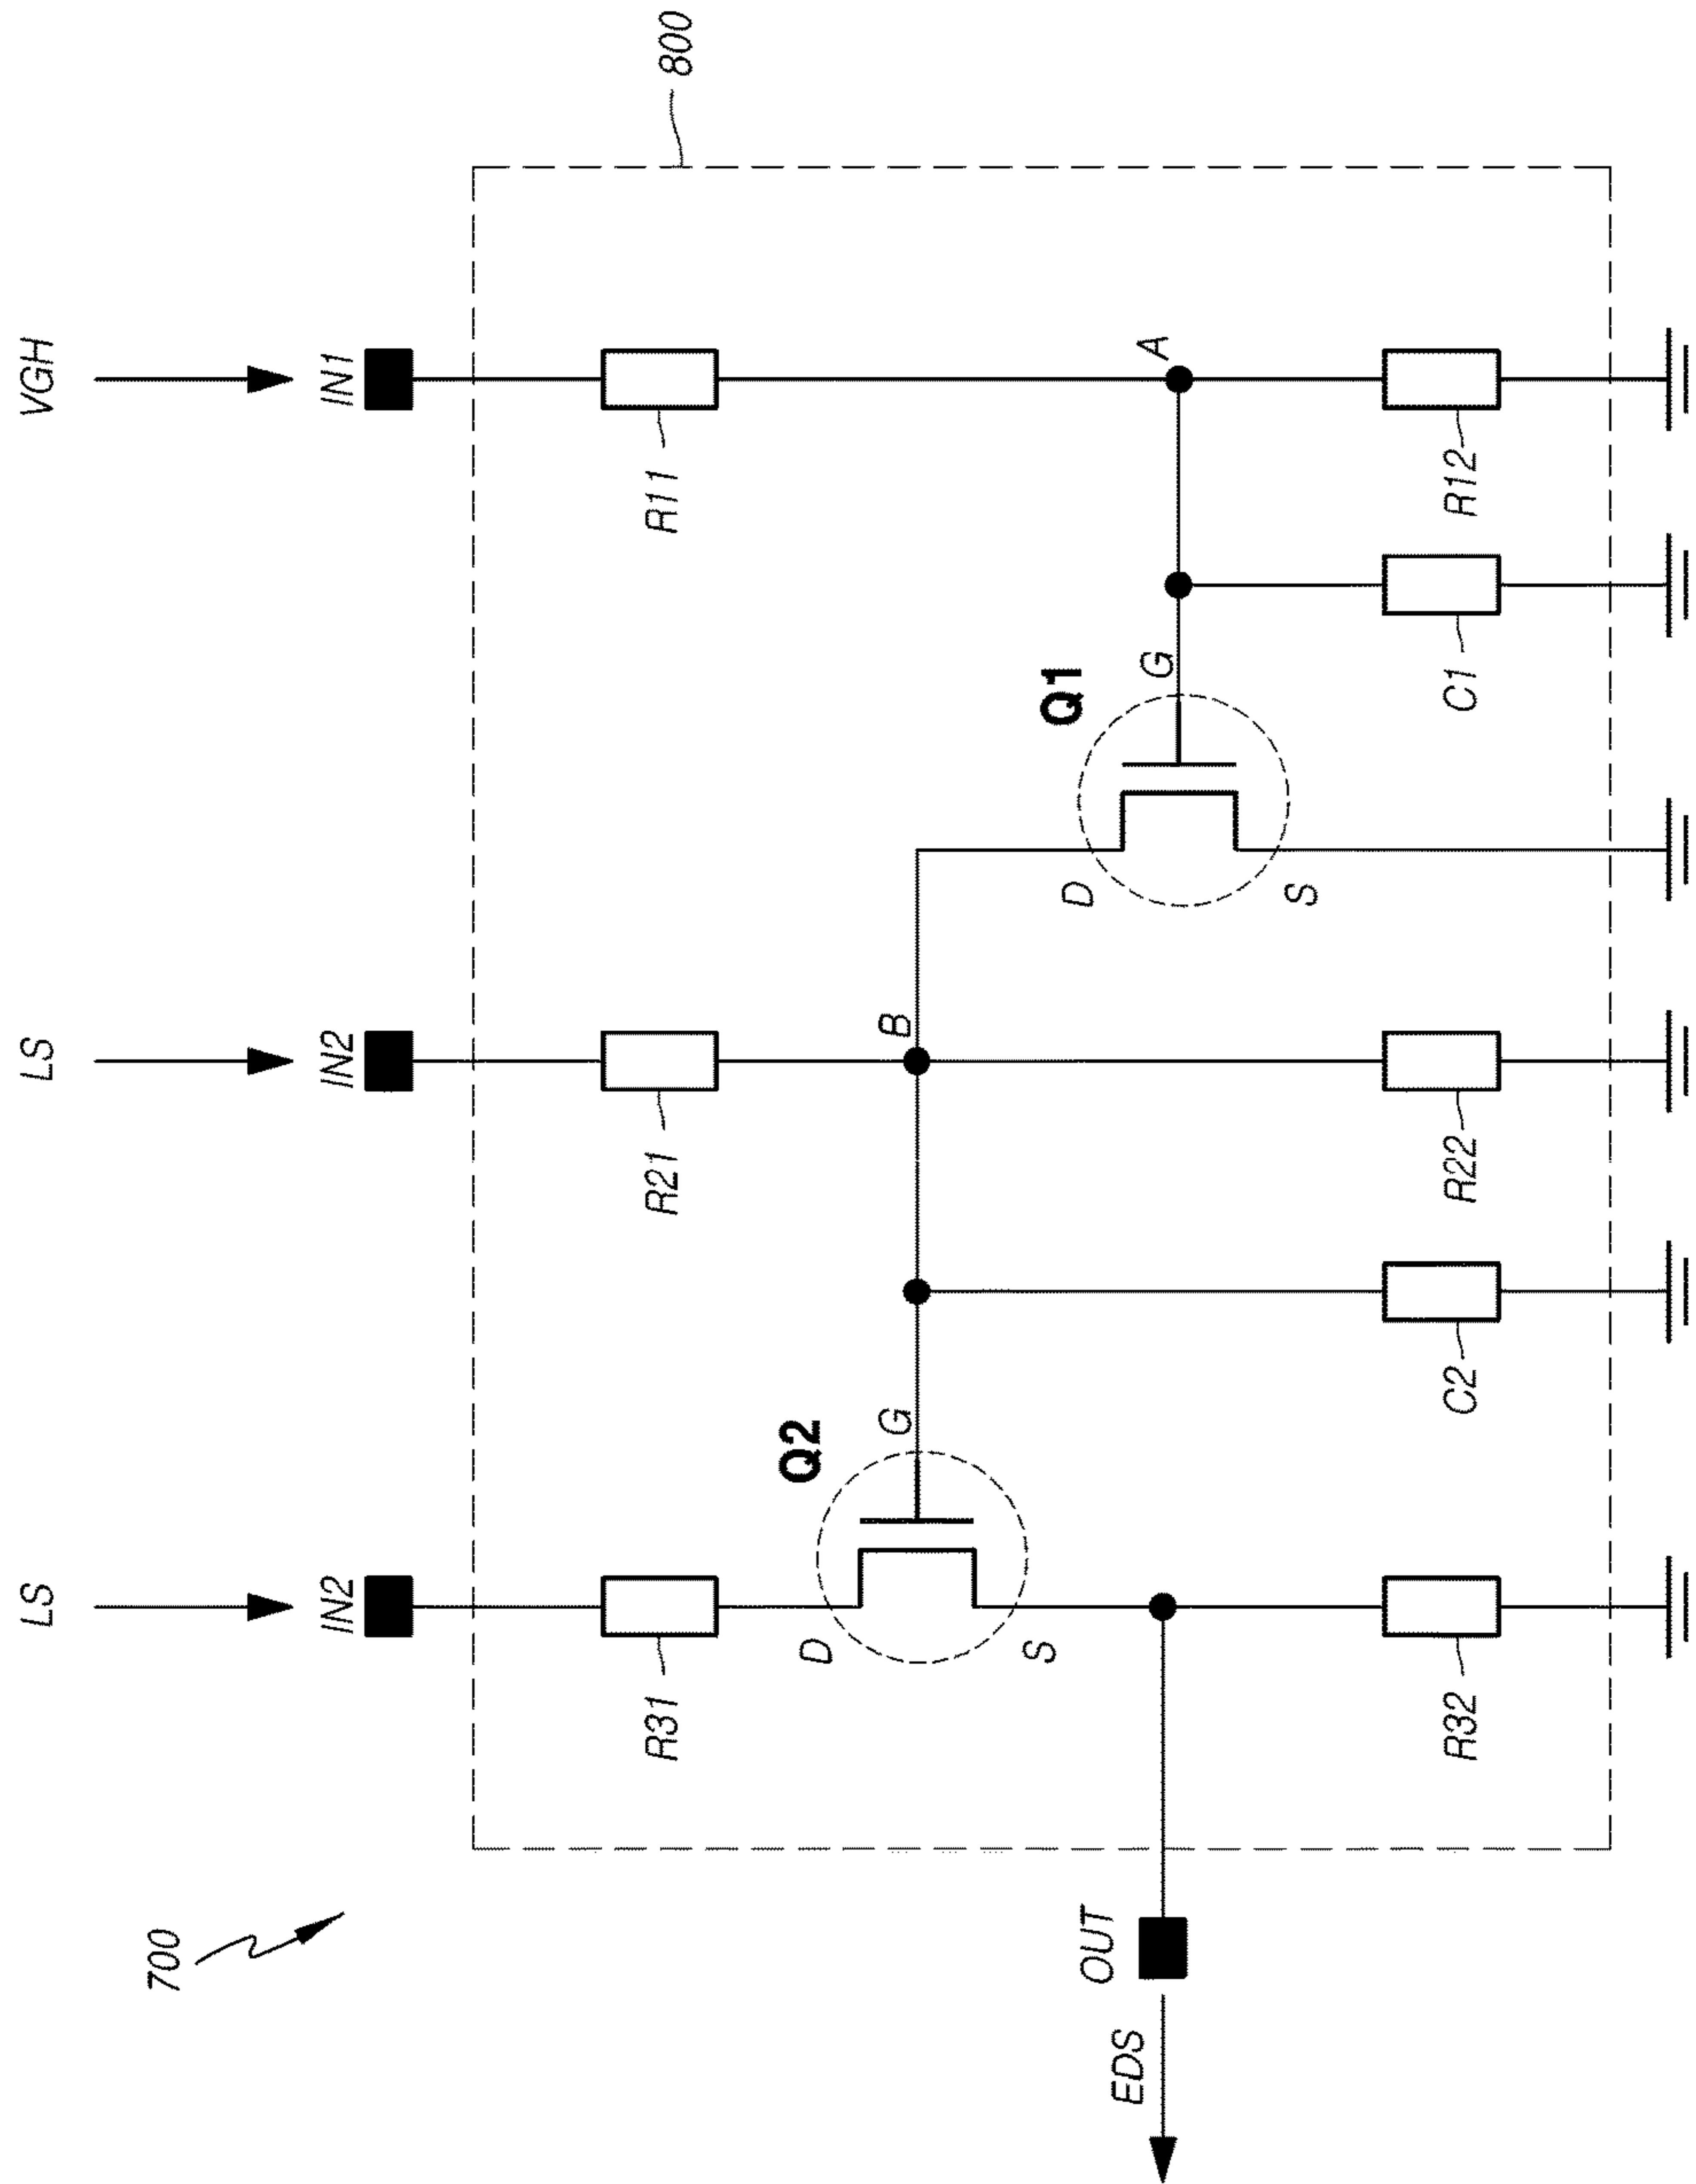 700
LS
LS
VGH
IN2
IN2
IN1
800
R31
R21
R11
Q2
D
G
S
B
Q1
D
G
S
A
EDS
OUT
R32
C2
R22
C1
R12